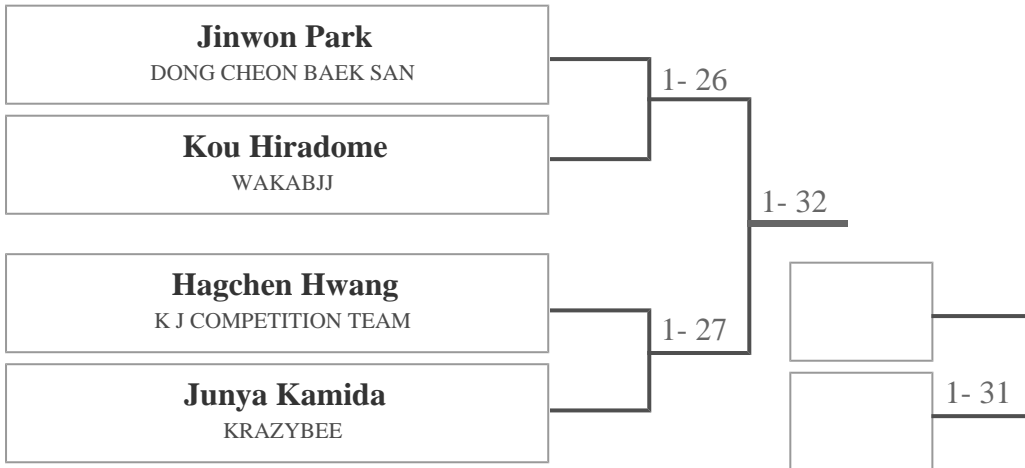 Jinwon Park
DONG CHEON BAEK SAN
1- 26
Kou Hiradome
WAKABJJ
1- 32
Hagchen Hwang
K J COMPETITION TEAM
1- 27
Junya Kamida
KRAZYBEE
1- 31